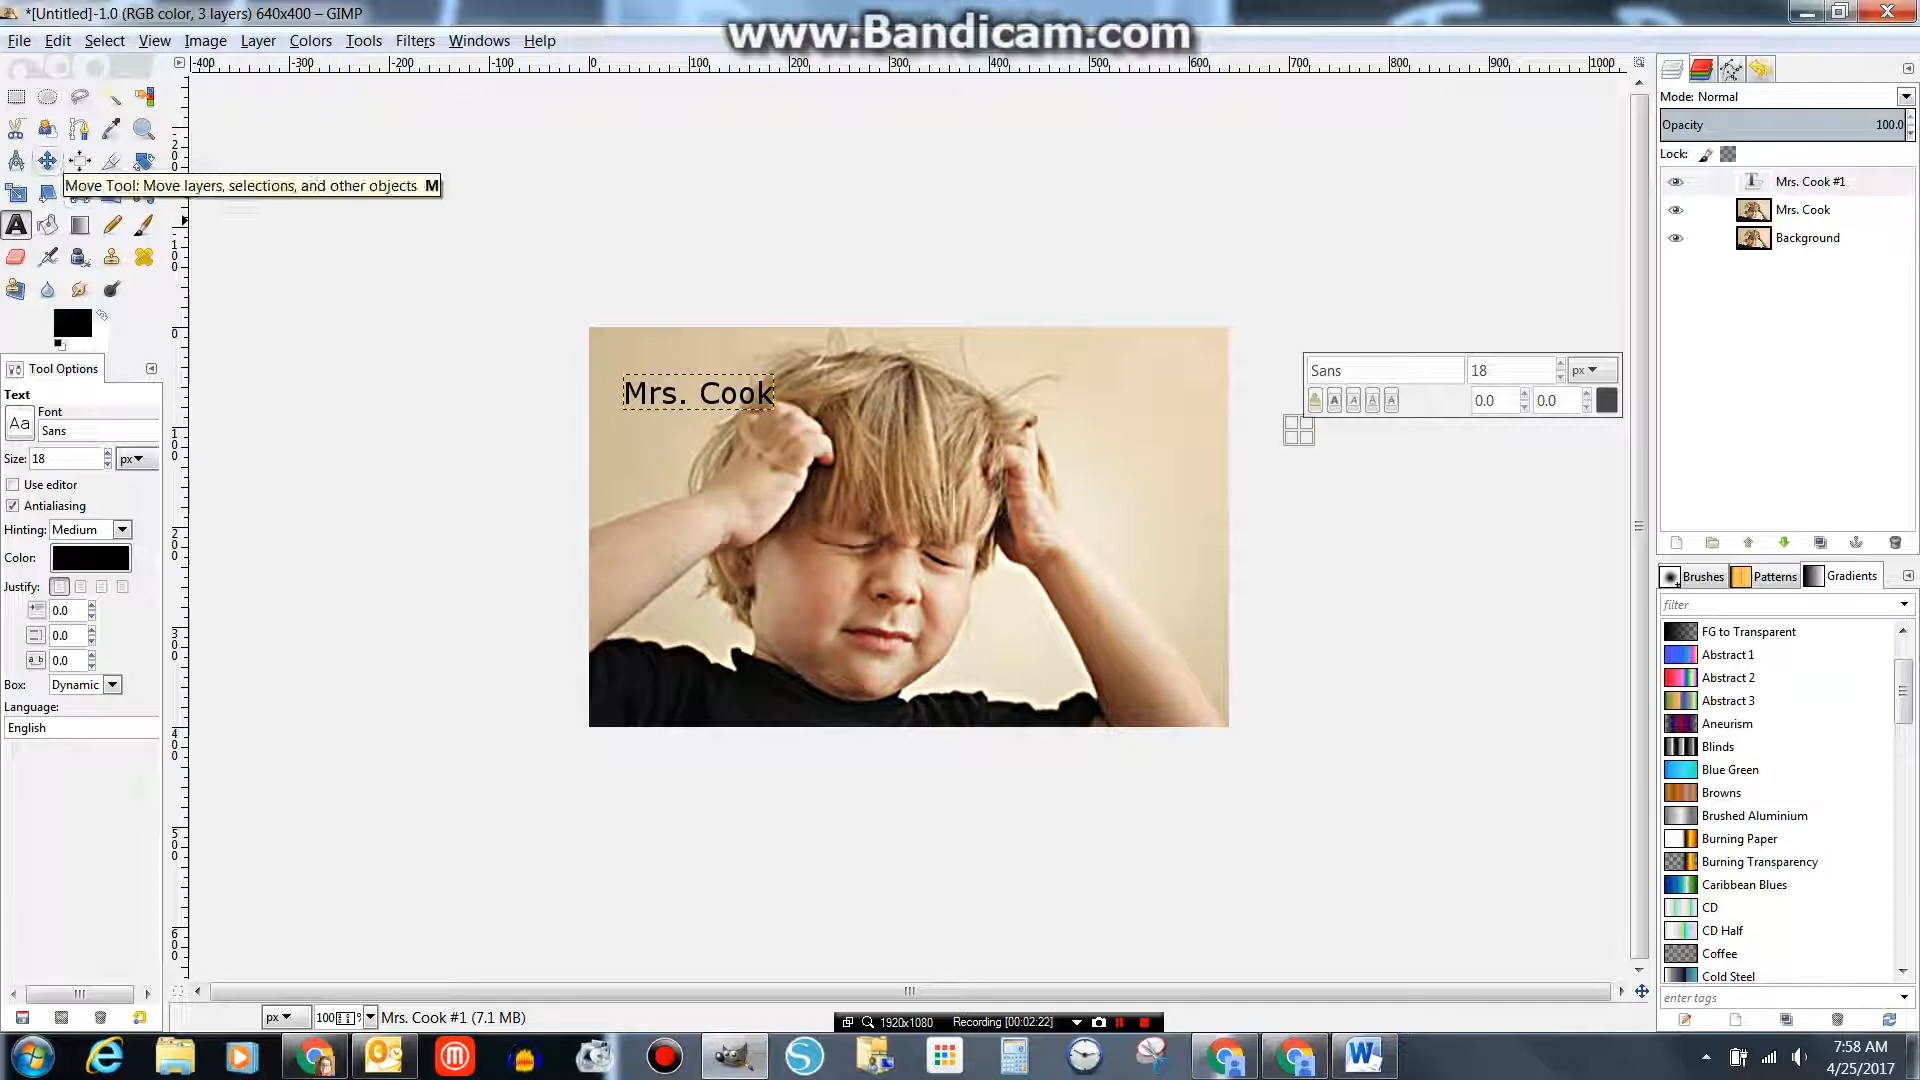 *[Untitled]-1.0 (RGB color, 3 layers) 640x400 – GIMP
www.Bandicam.com
File Edit Select View Image Layer Colors Tools Filters Windows Help
-400 -300 -200 -100 0 100 200 300 400 500 600 700 800 900 1000
Mode: Normal
Opacity 100.0
Lock:
Move Tool: Move layers, selections, and other objects M
Mrs. Cook #1
Mrs. Cook
Background
Tool Options
Text
Font
Aa Sans
Size: 18 px
Use editor
Antialiasing
Hinting: Medium
Color:
Justify:
0.0
0.0
0.0
Box: Dynamic
Language:
English
Mrs. Cook
Sans 18 px
0.0 0.0
Brushes Patterns Gradients
filter
FG to Transparent
Abstract 1
Abstract 2
Abstract 3
Aneurism
Blinds
Blue Green
Browns
Brushed Aluminium
Burning Paper
Burning Transparency
Caribbean Blues
CD
CD Half
Coffee
Cold Steel
enter tags
px 100 Mrs. Cook #1 (7.1 MB)
1920x1080 Recording [00:02:22]
7:58 AM
4/25/2017